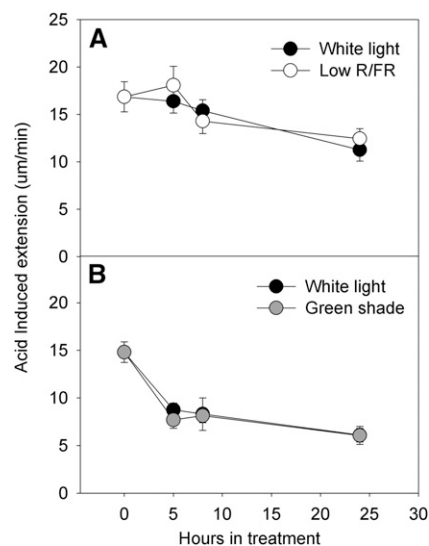 A
White light
Low R/FR
25
20
15
10
5
0
B
White light
Green shade
20
15
10
5
0
Acid Induced extension (um/min)
0 5 10 15 20 25 30
Hours in treatment